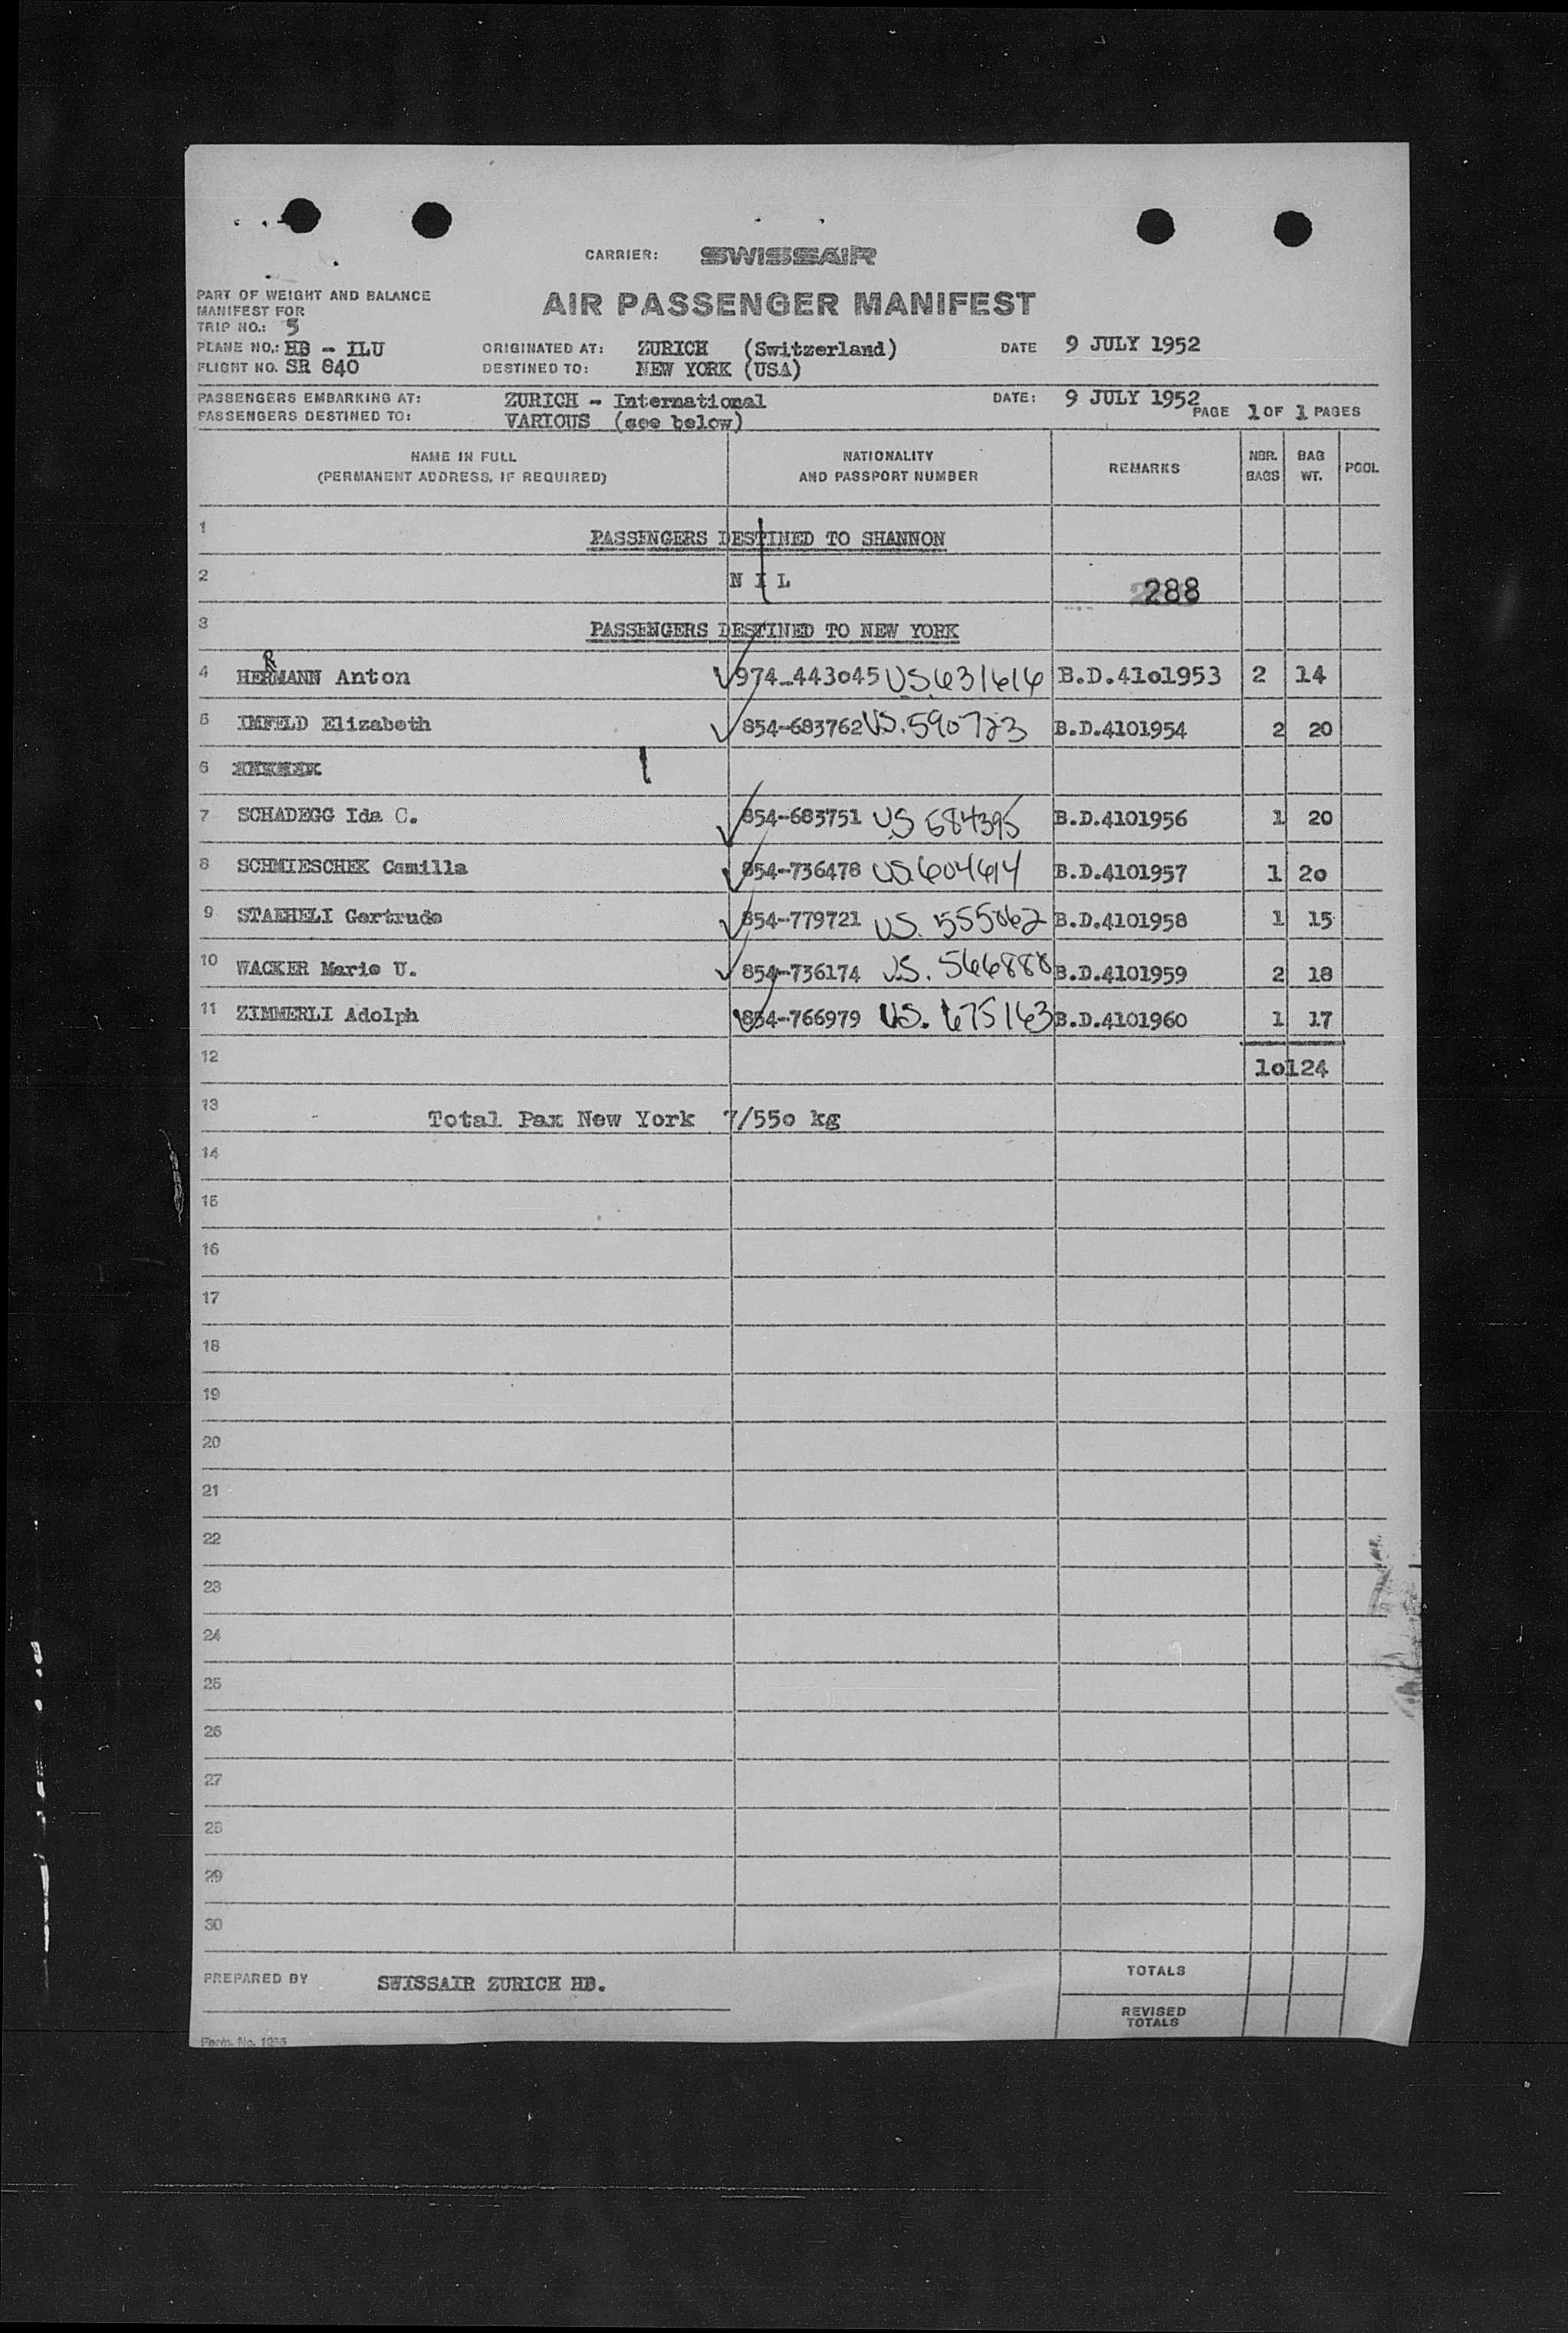 CARRIER: SWISSAIR
PART OF WEIGHT AND BALANCE
MANIFEST FOR
AIR PASSENGER MANIFEST
TRIP NO.: 5
PLANE NO.: HB - ILU ORIGINATED AT: ZURICH (Switzerland) DATE 9 JULY 1952
FLIGHT NO. SR 840 DESTINED TO: NEW YORK (USA)
PASSENGERS EMBARKING AT: ZURICH - International DATE: 9 JULY 1952
PASSENGERS DESTINED TO: VARIOUS (see below) PAGE 1 OF 1 PAGES
NAME IN FULL NATIONALITY REMARKS NBR. BAG POOL
(PERMANENT ADDRESS, IF REQUIRED) AND PASSPORT NUMBER BAGS WT.
1 PASSENGERS DESTINED TO SHANNON
2 N I L 288
3 PASSENGERS DESTINED TO NEW YORK
R
4 HERMANN Anton 974-443o45 US.631616 B.D.41o1953 2 14
5 IMFELD Elizabeth 854-683762 US.590723 B.D.4101954 2 20
6
7 SCHADEGG Ida C. 854-683751 US 684395 B.D.4101956 1 20
8 SCHMIESCHEK Camilla 854-736478 US.604614 B.D.4101957 1 2o
9 STAEHELI Gertrude 854-779721 US. 555062 B.D.4101958 1 15
10 WACKER Marie U. 854-736174 US. 566888 B.D.4101959 2 18
11 ZIMMERLI Adolph 854-766979 US. 675163 B.D.4101960 1 17
12 1o 124
13 Total Pax New York 7/55o kg
14
15
16
17
18
19
20
21
22
23
24
25
26
27
28
29
30
PREPARED BY SWISSAIR ZURICH HB. TOTALS
REVISED
TOTALS
Form. No.